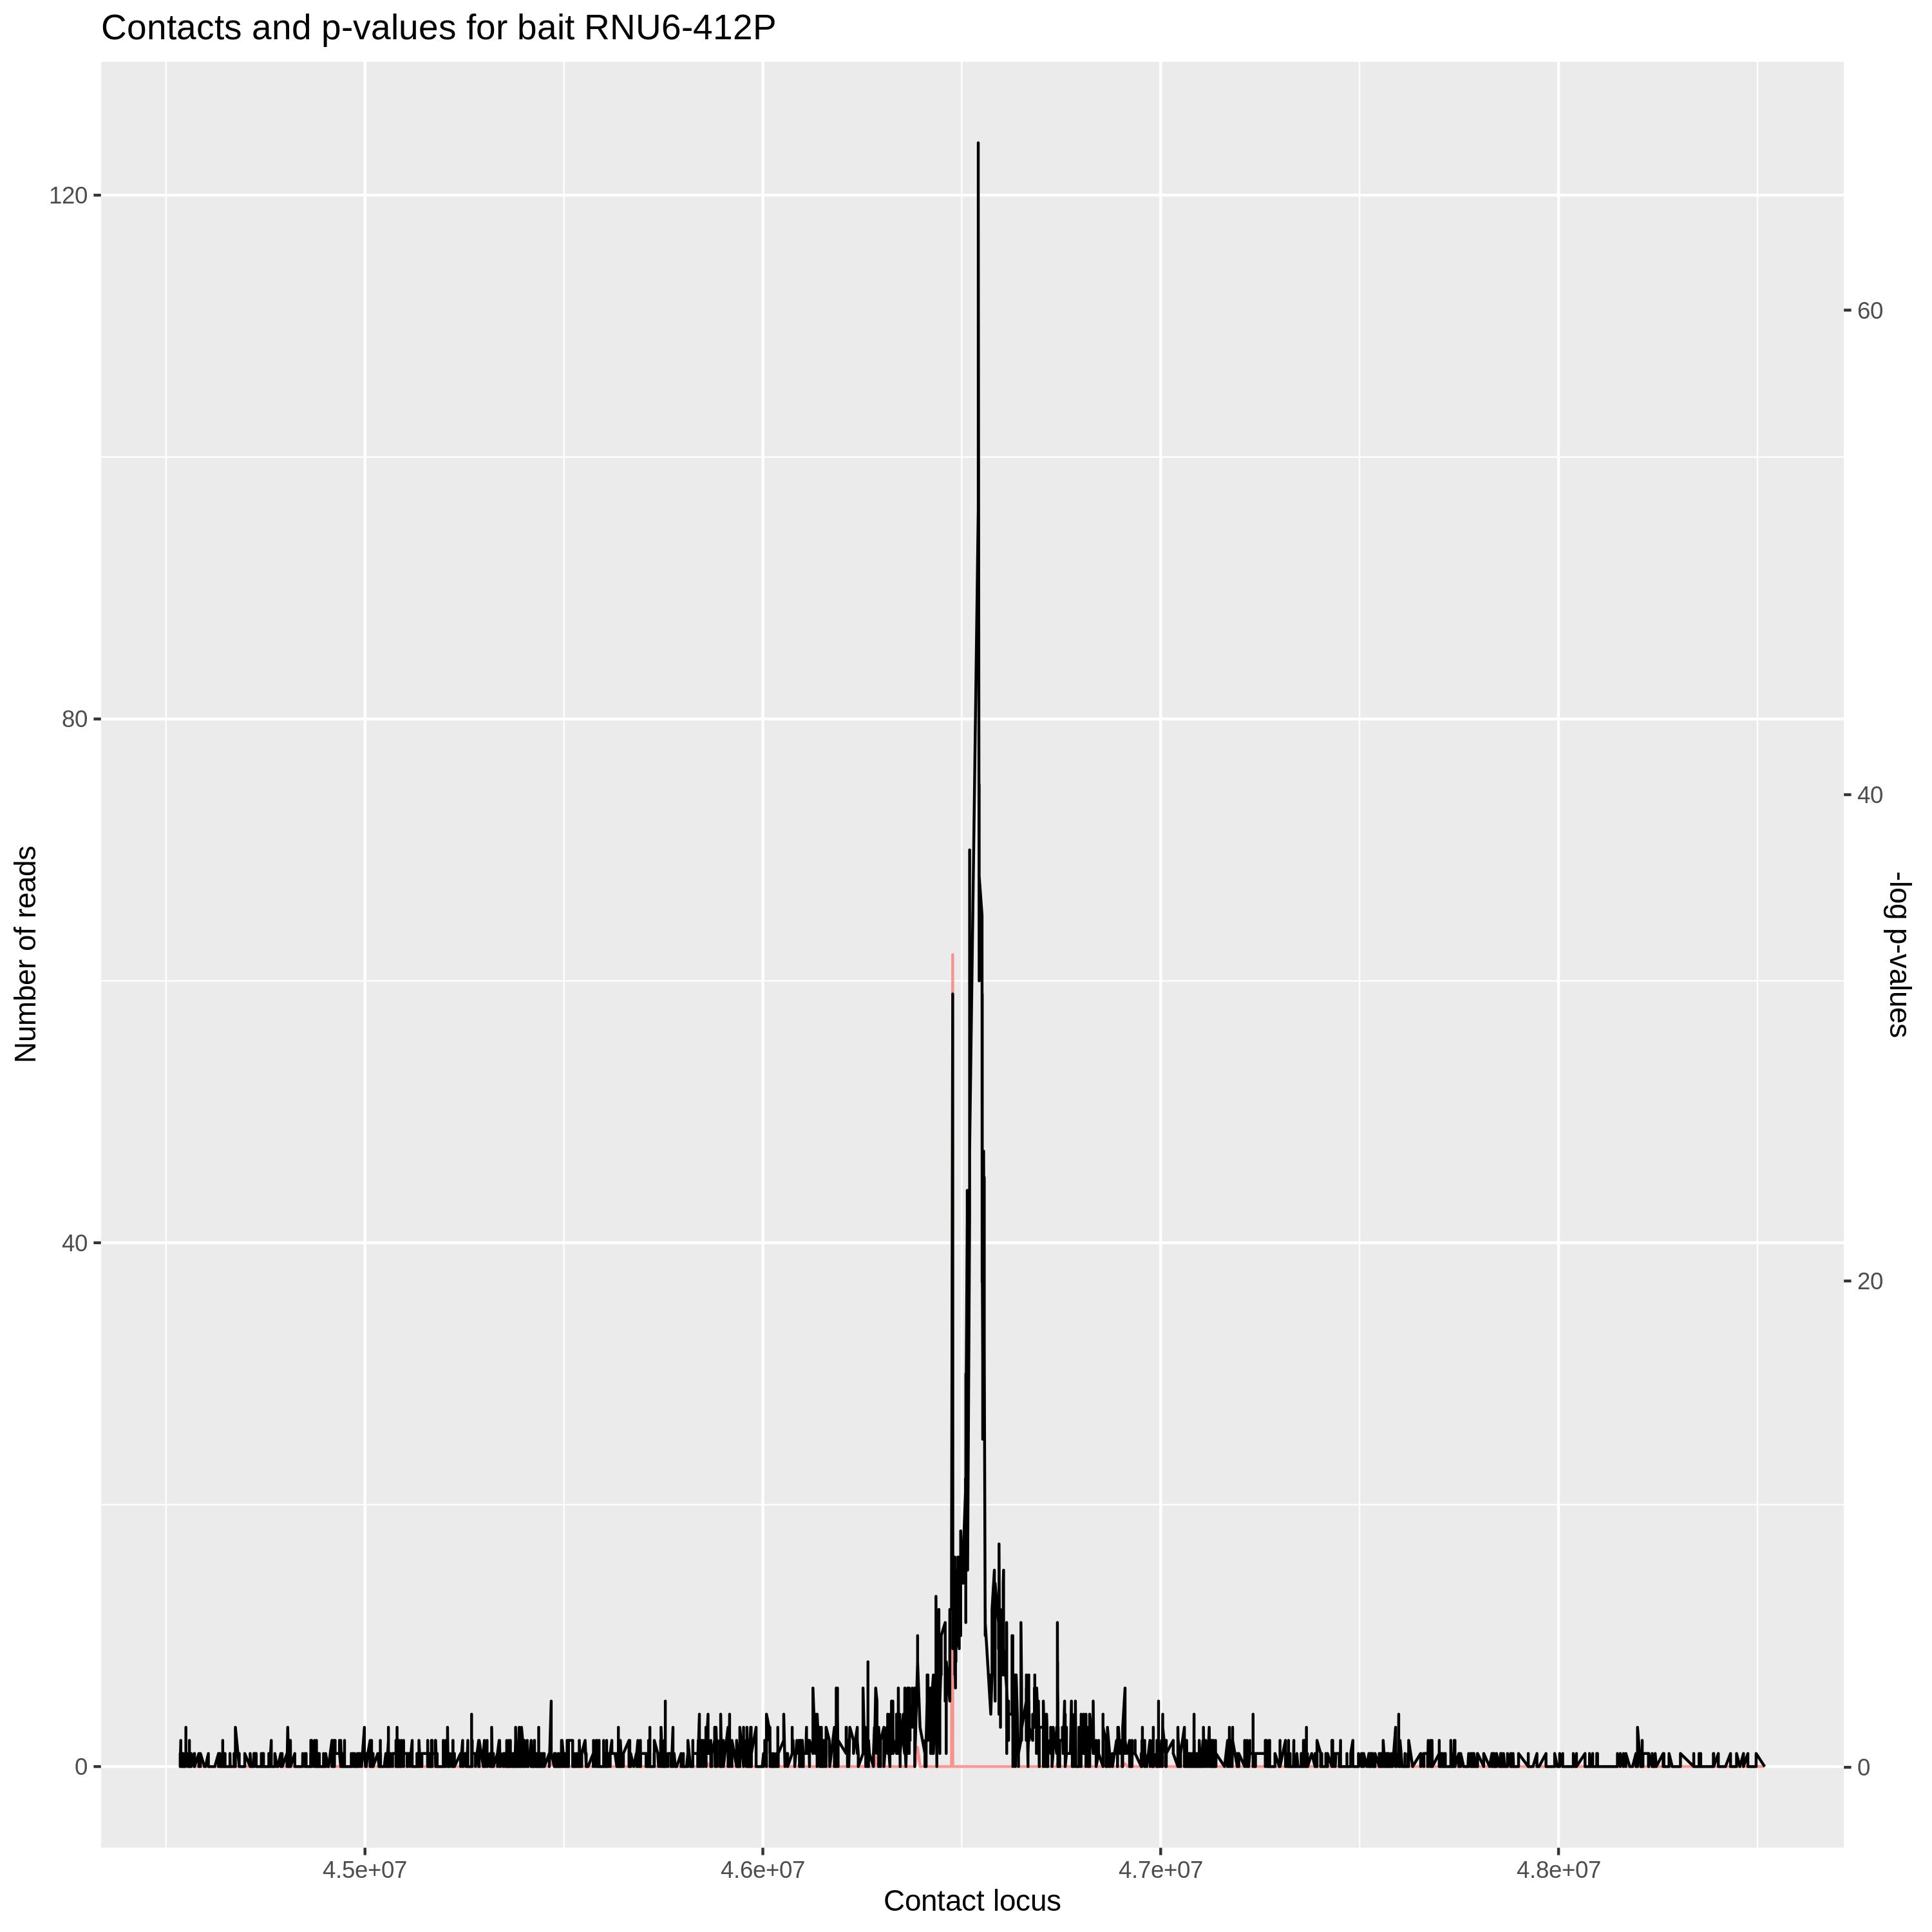 Contacts and p-values for bait RNU6-412P
120
80
40
0
60
40
20
0
Number of reads
-log p-values
4.5e+07
4.6e+07
4.7e+07
4.8e+07
Contact locus